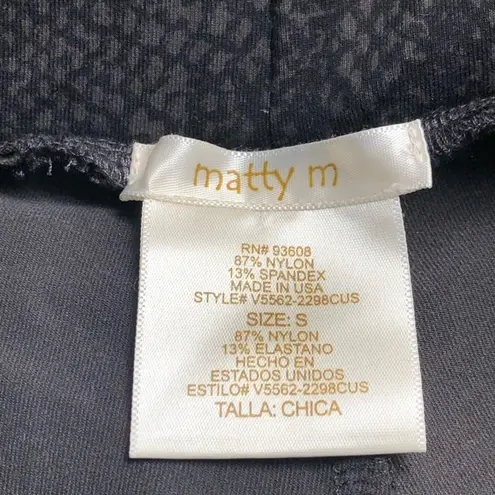 matty m
RN# 93608
87% NYLON
13% SPANDEX
MADE IN USA
STYLE# V5562-2298CUS
SIZE: S
87% NYLON
13% ELASTANO
HECHO EN
ESTADOS UNIDOS
ESTILO# V5562-2298CUS
TALLA: CHICA